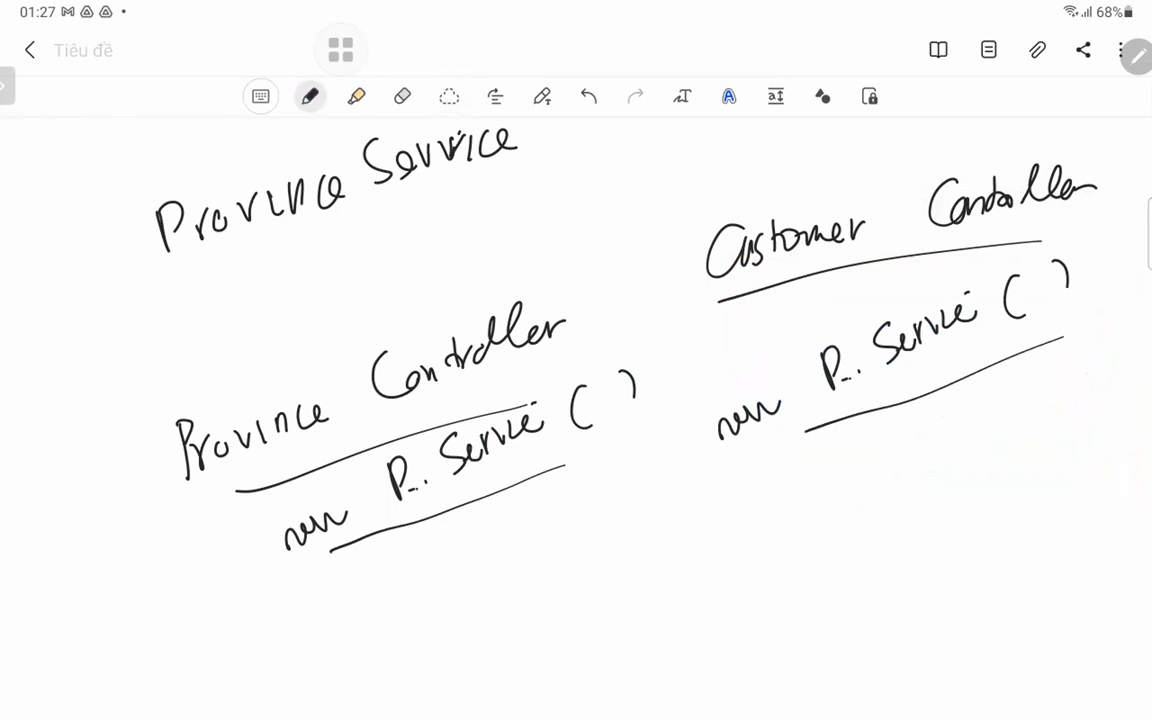 01:27 68%
Tiêu đề
Province Service
Customer Controller
new P... Service ( )
Province Controller
new P... Service ( )